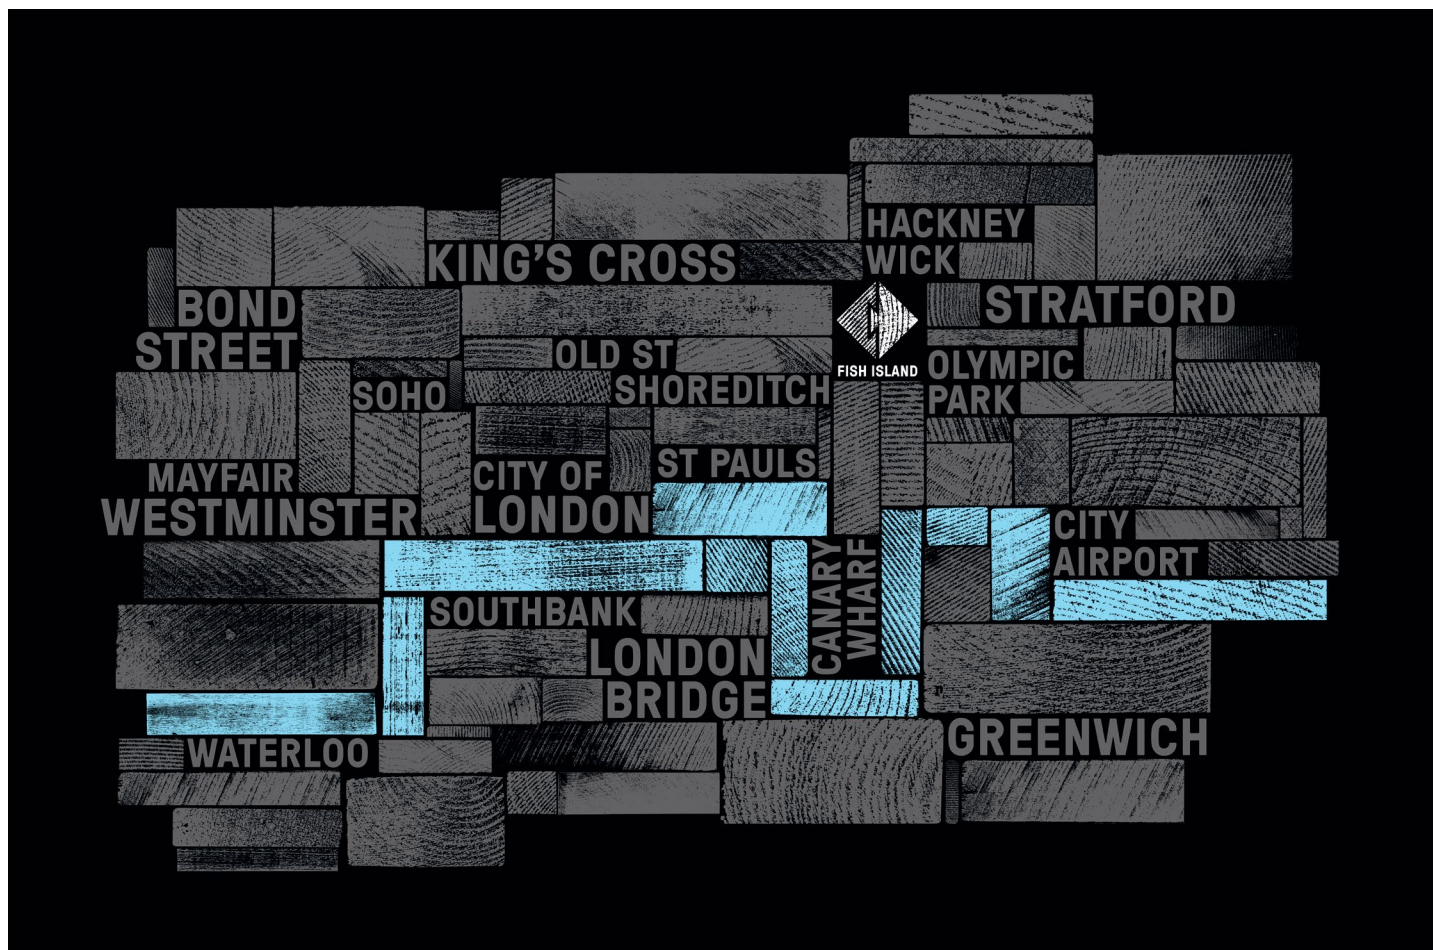 HACKNEY
WICK
KING'S CROSS
BOND
STREET
STRATFORD
OLD ST
SHOREDITCH
FISH ISLAND
OLYMPIC
PARK
SOHO
MAYFAIR
WESTMINSTER
CITY OF
LONDON
ST PAULS
CITY
AIRPORT
CANARY
WHARF
SOUTHBANK
LONDON
BRIDGE
WATERLOO
GREENWICH